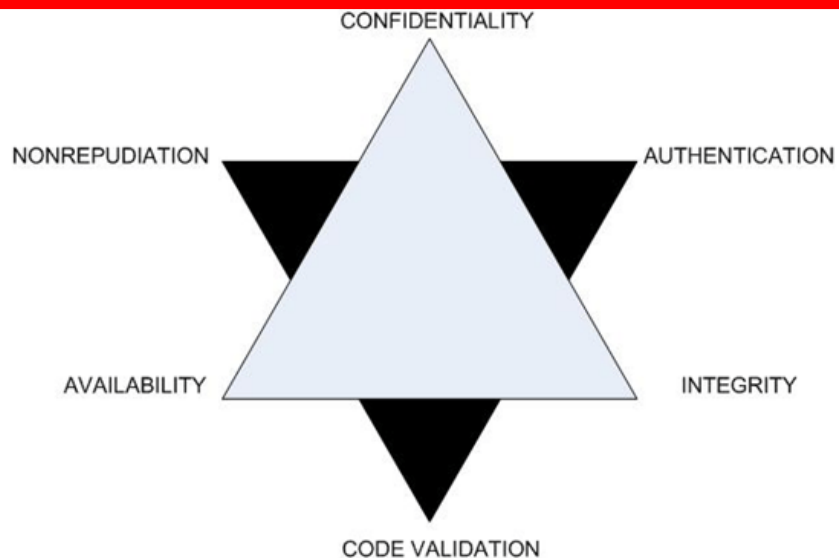 CONFIDENTIALITY
NONREPUDIATION
AUTHENTICATION
AVAILABILITY
INTEGRITY
CODE VALIDATION